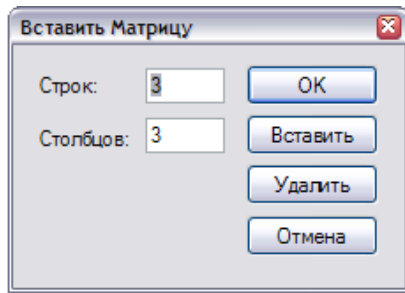 Вставить Матрицу
Строк: 3 OK
Столбцов: 3 Вставить
Удалить
Отмена